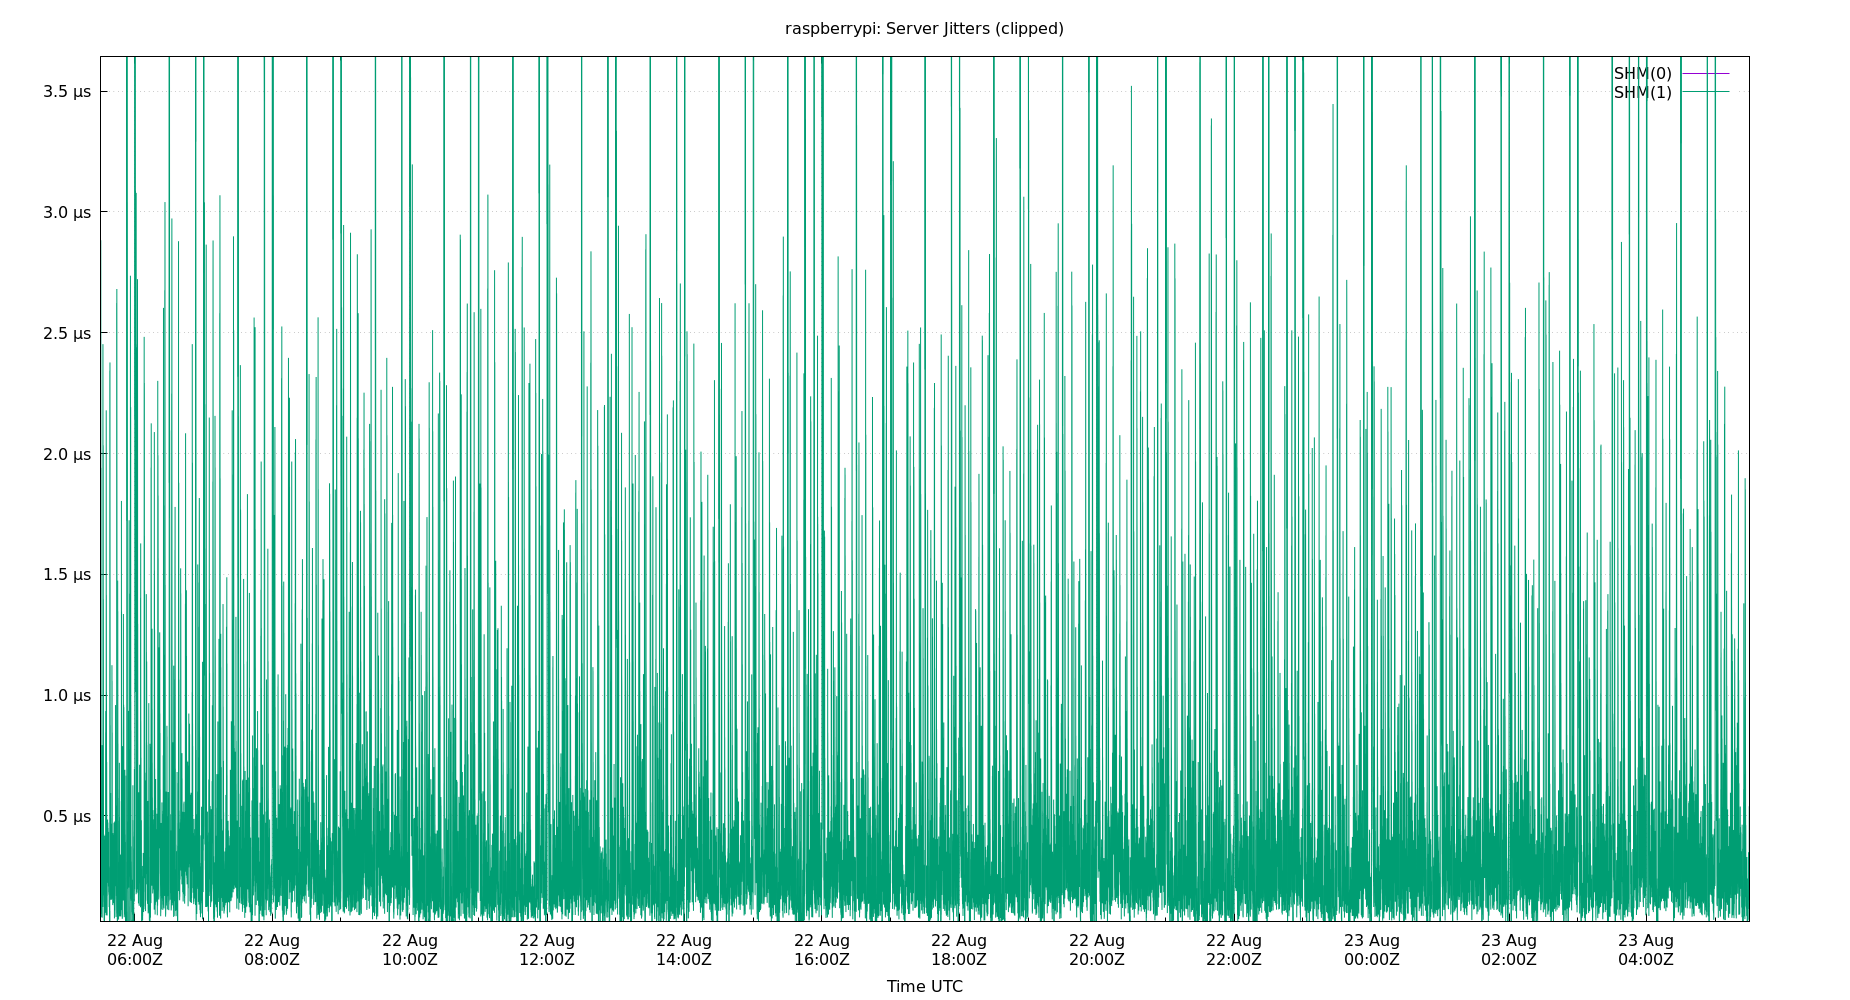 raspberrypi: Server Jitters (clipped)
SHM(0)
SHM(1)
3.5 μs
3.0 μs
2.5 μs
2.0 μs
1.5 μs
1.0 μs
0.5 μs
22 Aug 22 Aug 22 Aug 22 Aug 22 Aug 22 Aug 22 Aug 22 Aug 22 Aug 23 Aug 23 Aug 23 Aug
06:00Z 08:00Z 10:00Z 12:00Z 14:00Z 16:00Z 18:00Z 20:00Z 22:00Z 00:00Z 02:00Z 04:00Z
Time UTC